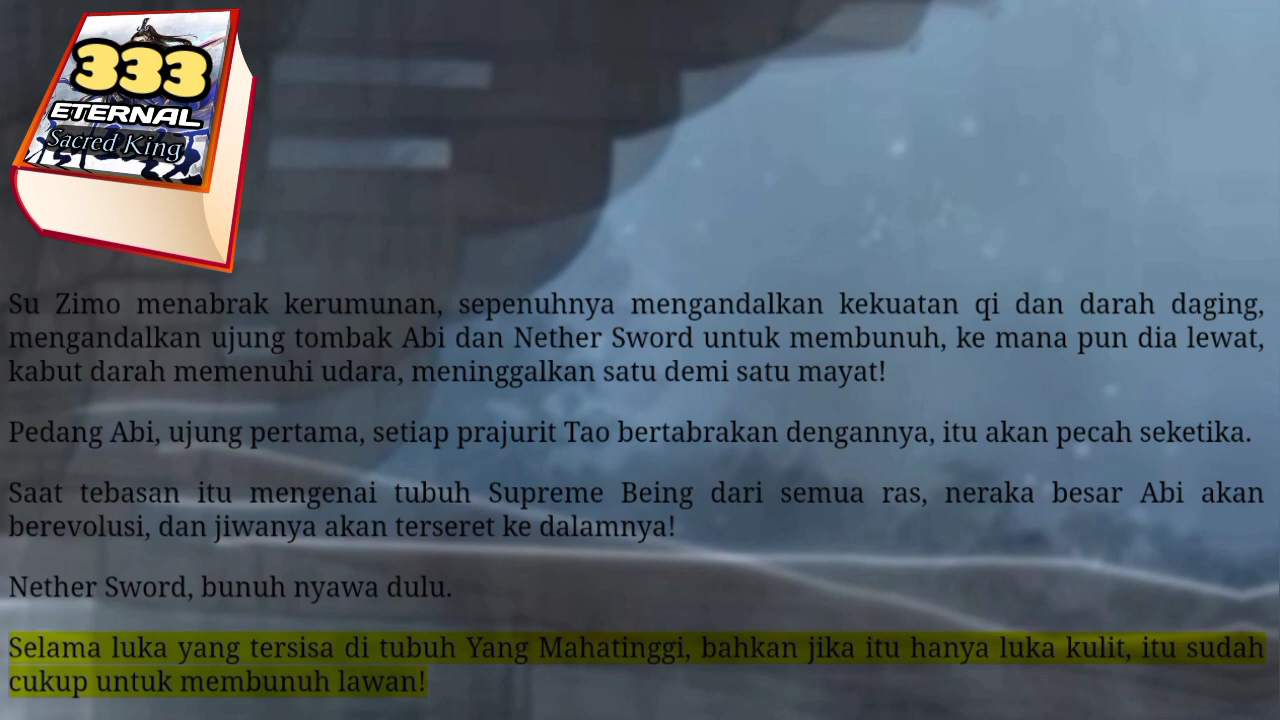 333
ETERNAL
Sacred King
Su Zimo menabrak kerumunan, sepenuhnya mengandalkan kekuatan qi dan darah daging,
mengandalkan ujung tombak Abi dan Nether Sword untuk membunuh, ke mana pun dia lewat,
kabut darah memenuhi udara, meninggalkan satu demi satu mayat!
Pedang Abi, ujung pertama, setiap prajurit Tao bertabrakan dengannya, itu akan pecah seketika.
Saat tebasan itu mengenai tubuh Supreme Being dari semua ras, neraka besar Abi akan
berevolusi, dan jiwanya akan terseret ke dalamnya!
Nether Sword, bunuh nyawa dulu.
Selama luka yang tersisa di tubuh Yang Mahatinggi, bahkan jika itu hanya luka kulit, itu sudah
cukup untuk membunuh lawan!